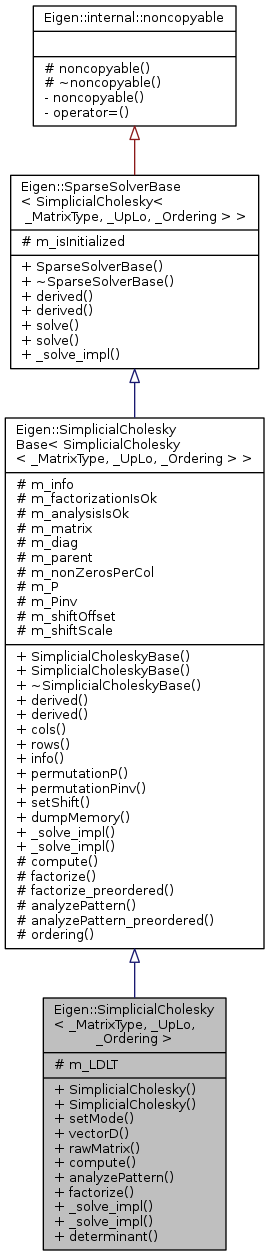 Eigen::internal::noncopyable
# noncopyable()
# ~noncopyable()
- noncopyable()
- operator=()
Eigen::SparseSolverBase
< SimplicialCholesky<
_MatrixType, _UpLo, _Ordering > >
# m_isInitialized
+ SparseSolverBase()
+ ~SparseSolverBase()
+ derived()
+ derived()
+ solve()
+ solve()
+ _solve_impl()
Eigen::SimplicialCholesky
Base< SimplicialCholesky
< _MatrixType, _UpLo, _Ordering > >
# m_info
# m_factorizationIsOk
# m_analysisIsOk
# m_matrix
# m_diag
# m_parent
# m_nonZerosPerCol
# m_P
# m_Pinv
# m_shiftOffset
# m_shiftScale
+ SimplicialCholeskyBase()
+ SimplicialCholeskyBase()
+ ~SimplicialCholeskyBase()
+ derived()
+ derived()
+ cols()
+ rows()
+ info()
+ permutationP()
+ permutationPinv()
+ setShift()
+ dumpMemory()
+ _solve_impl()
+ _solve_impl()
# compute()
# factorize()
# factorize_preordered()
# analyzePattern()
# analyzePattern_preordered()
# ordering()
Eigen::SimplicialCholesky
< _MatrixType, _UpLo,
_Ordering >
# m_LDLT
+ SimplicialCholesky()
+ SimplicialCholesky()
+ setMode()
+ vectorD()
+ rawMatrix()
+ compute()
+ analyzePattern()
+ factorize()
+ _solve_impl()
+ _solve_impl()
+ determinant()